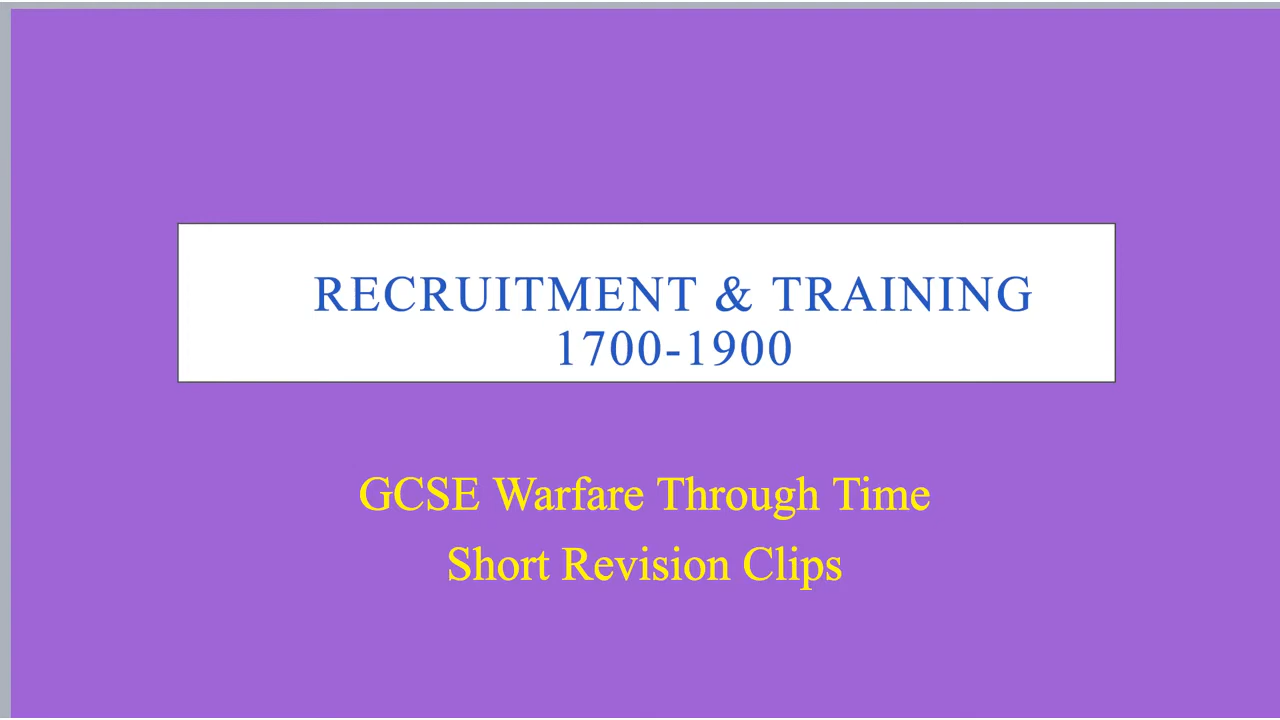 RECRUITMENT & TRAINING
1700-1900
GCSE Warfare Through Time
Short Revision Clips